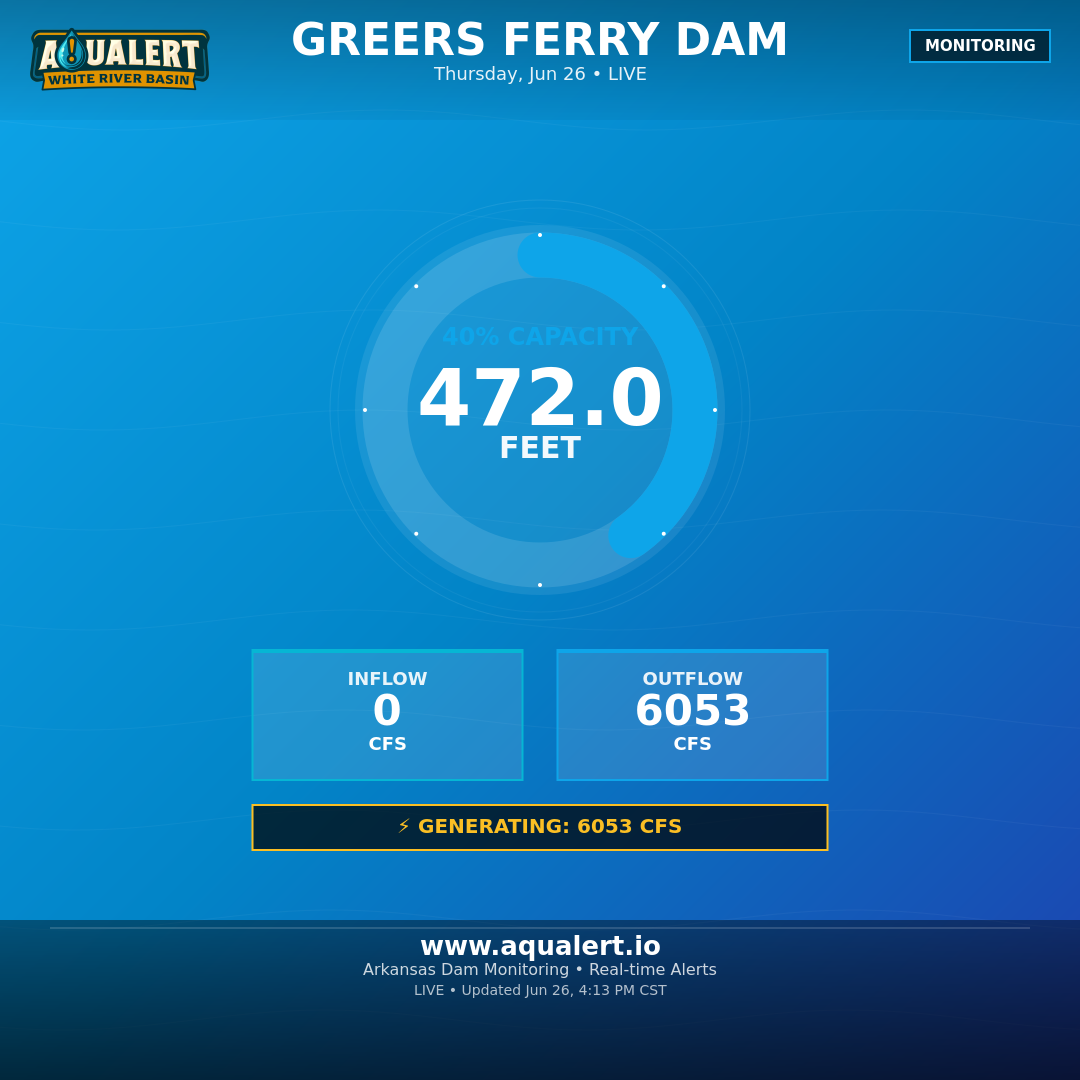 AQUALERT
WHITE RIVER BASIN
GREERS FERRY DAM
Thursday, Jun 26 • LIVE
MONITORING
40% CAPACITY
472.0
FEET
INFLOW
0
CFS
OUTFLOW
6053
CFS
⚡ GENERATING: 6053 CFS
www.aqualert.io
Arkansas Dam Monitoring • Real-time Alerts
LIVE • Updated Jun 26, 4:13 PM CST